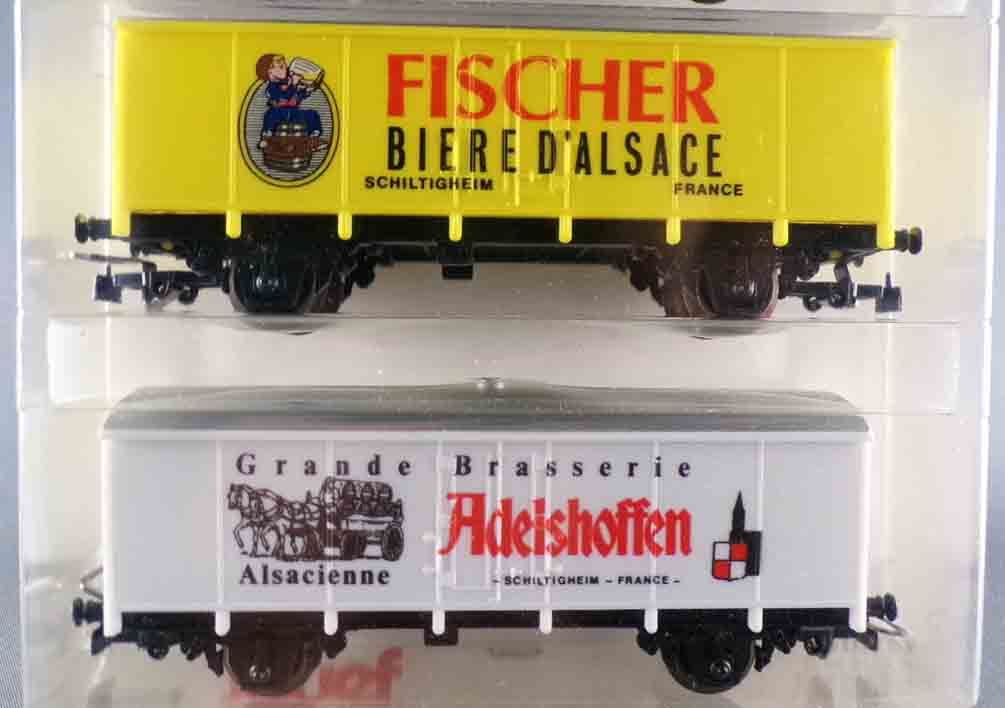 FISCHER
BIERE D'ALSACE
SCHILTIGHEIM FRANCE
Grande Brasserie
Adelshoffen
Alsacienne
- SCHILTIGHEIM - FRANCE -